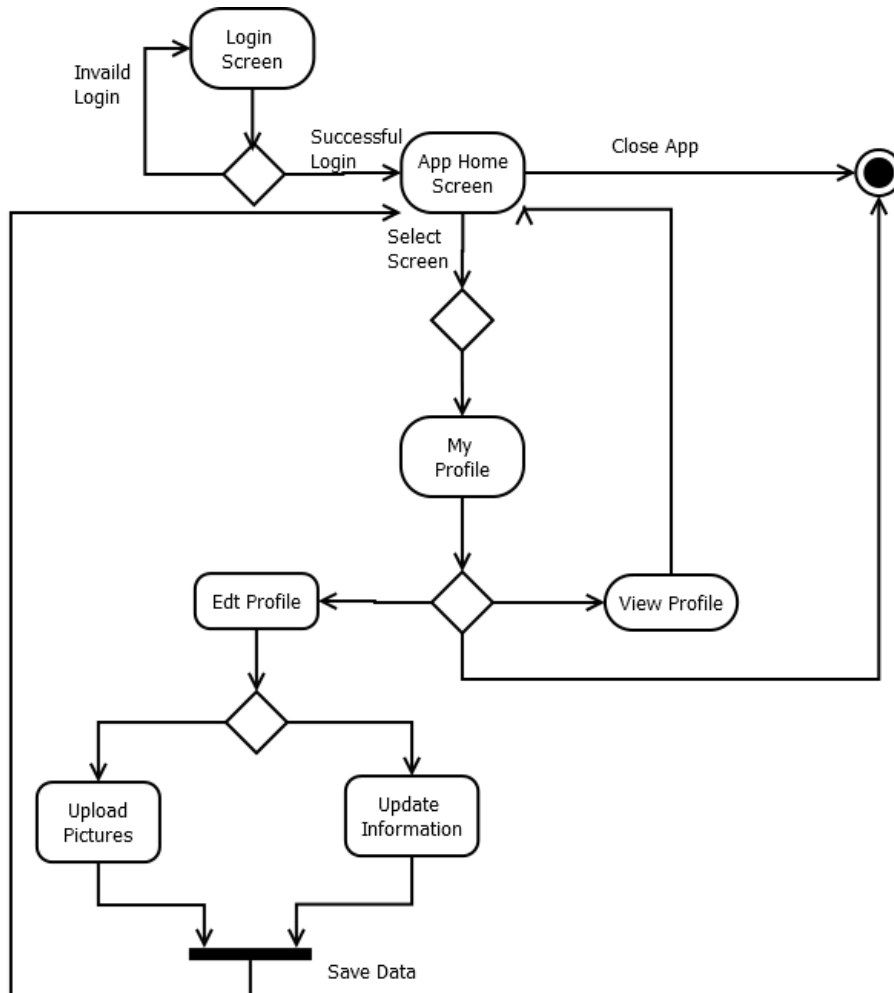 Login
Screen
Invaild
Login
Successful
Login
App Home
Screen
Close App
Select
Screen
My
Profile
Edt Profile
View Profile
Upload
Pictures
Update
Information
Save Data